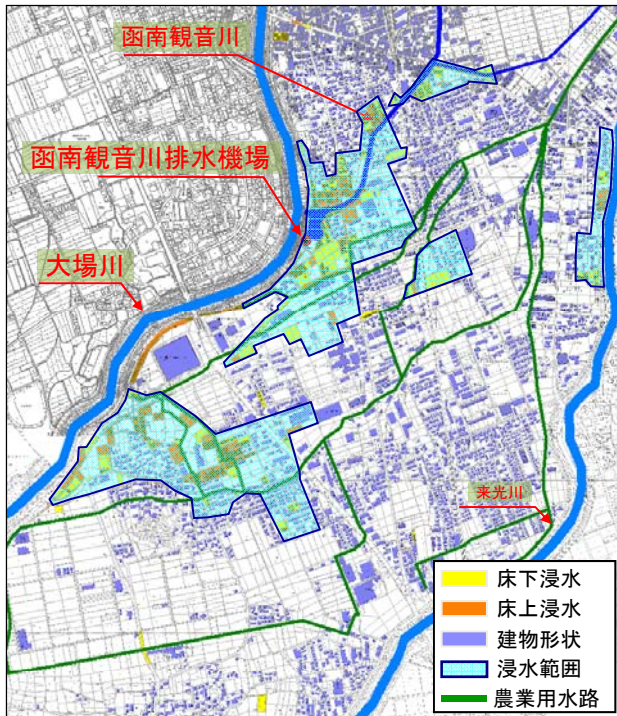 函南観音川
函南観音川排水機場
大場川
来光川
床下浸水
床上浸水
建物形状
浸水範囲
農業用水路